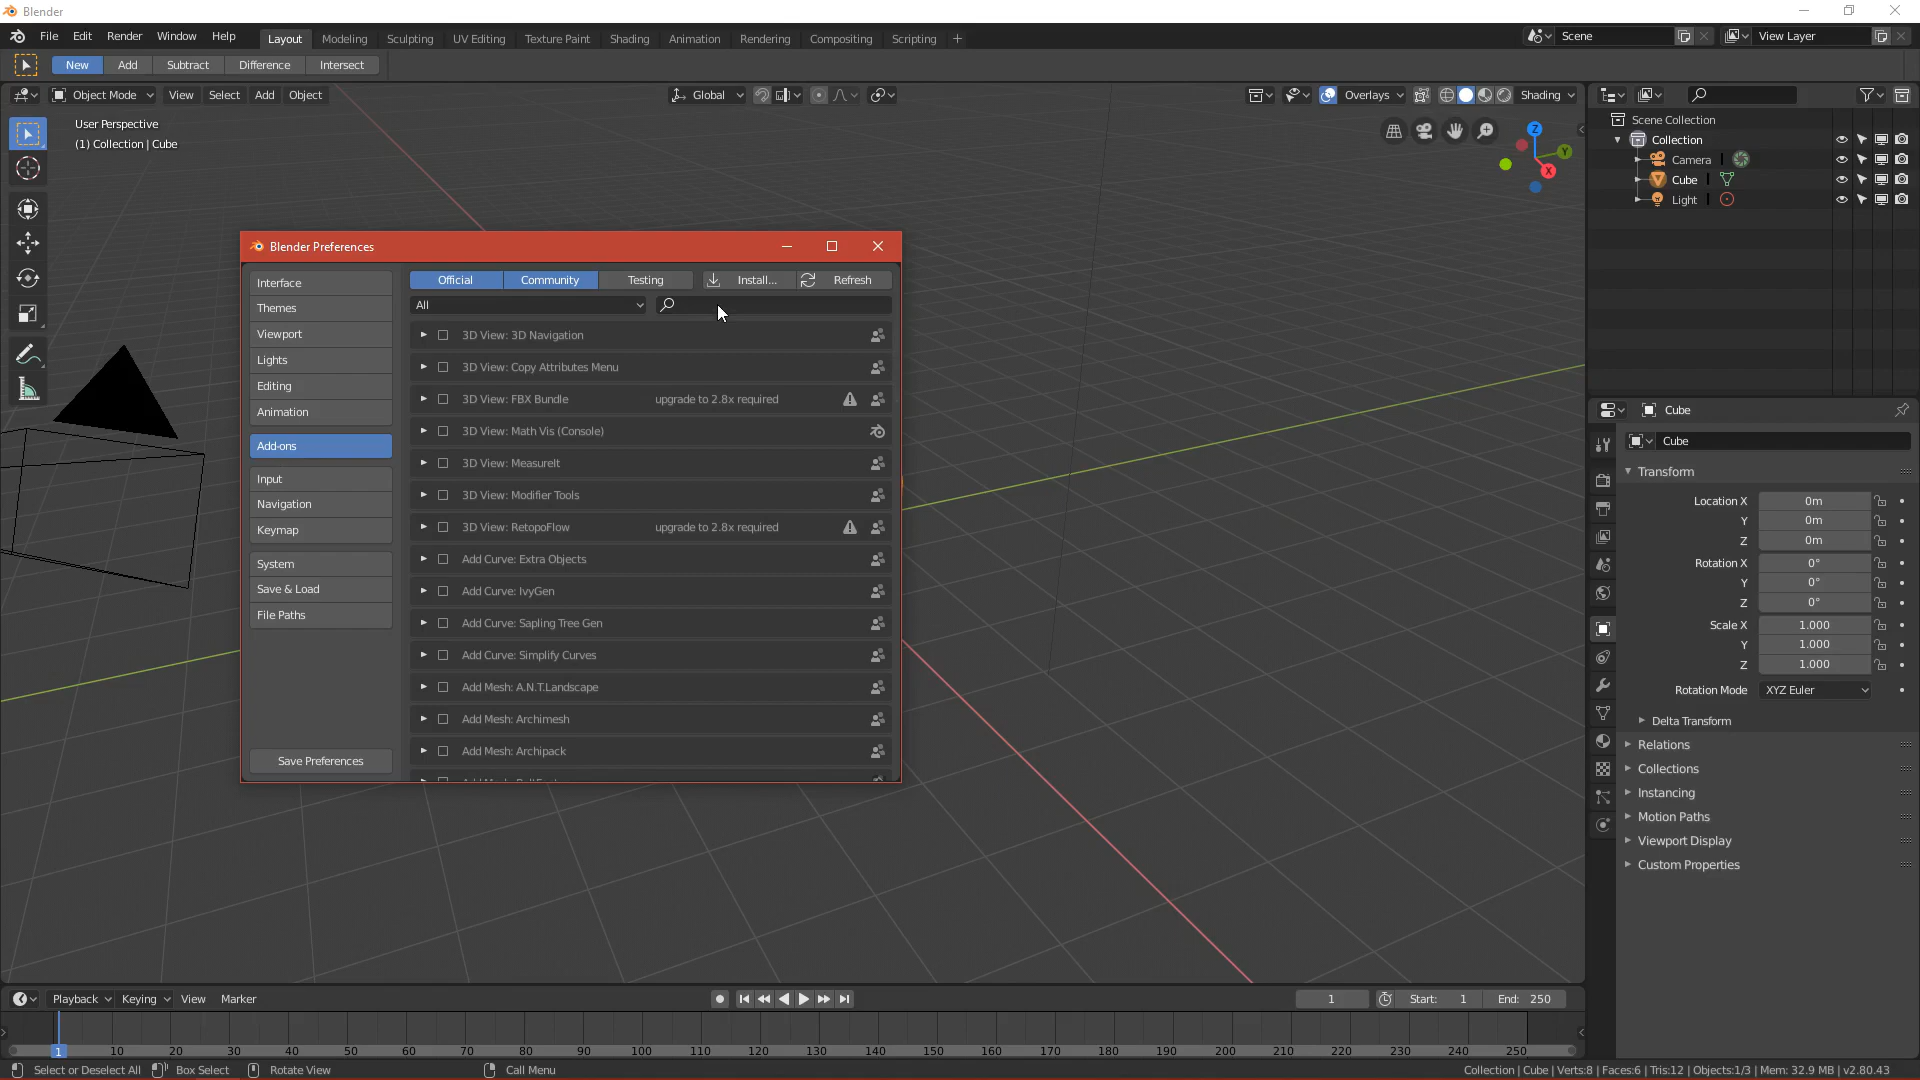 Blender
File Edit Render Window Help Layout Modeling Sculpting UV Editing Texture Paint Shading Animation Rendering Compositing Scripting + Scene View Layer
New Add Subtract Difference Intersect
Object Mode View Select Add Object Global Overlays Shading
User Perspective
(1) Collection | Cube
Z
Y
X
Scene Collection
Collection
Camera
Cube
Light
Blender Preferences
Interface
Themes
Viewport
Lights
Editing
Animation
Add-ons
Input
Navigation
Keymap
System
Save & Load
File Paths
Save Preferences
Official Community Testing Install... Refresh
All
3D View: 3D Navigation
3D View: Copy Attributes Menu
3D View: FBX Bundle upgrade to 2.8x required
3D View: Math Vis (Console)
3D View: MeasureIt
3D View: Modifier Tools
3D View: RetopoFlow upgrade to 2.8x required
Add Curve: Extra Objects
Add Curve: IvyGen
Add Curve: Sapling Tree Gen
Add Curve: Simplify Curves
Add Mesh: A.N.T.Landscape
Add Mesh: Archimesh
Add Mesh: Archipack
Cube
Cube
Transform
Location X 0m
Y 0m
Z 0m
Rotation X 0°
Y 0°
Z 0°
Scale X 1.000
Y 1.000
Z 1.000
Rotation Mode XYZ Euler
Delta Transform
Relations
Collections
Instancing
Motion Paths
Viewport Display
Custom Properties
Playback Keying View Marker 1 Start: 1 End: 250
1 10 20 30 40 50 60 70 80 90 100 110 120 130 140 150 160 170 180 190 200 210 220 230 240 250
Select or Deselect All Box Select Rotate View Call Menu Collection | Cube | Verts:8 | Faces:6 | Tris:12 | Objects:1/3 | Mem: 32.9 MB | v2.80.43